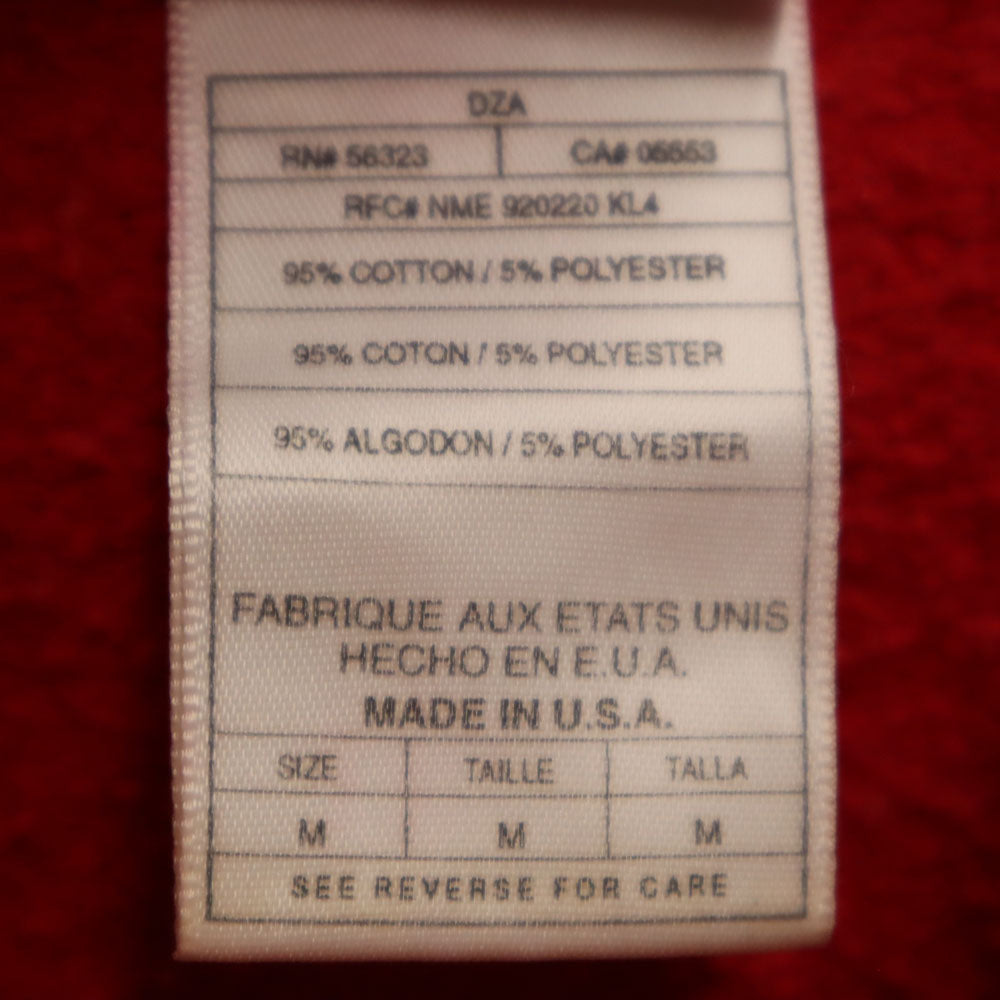 DZA
RN# 56323 CA# 05553
RFC# NME 920220 KL4
95% COTTON / 5% POLYESTER
95% COTON / 5% POLYESTER
95% ALGODON / 5% POLYESTER
FABRIQUE AUX ETATS UNIS
HECHO EN E.U.A.
MADE IN U.S.A.
SIZE TAILLE TALLA
M M M
SEE REVERSE FOR CARE